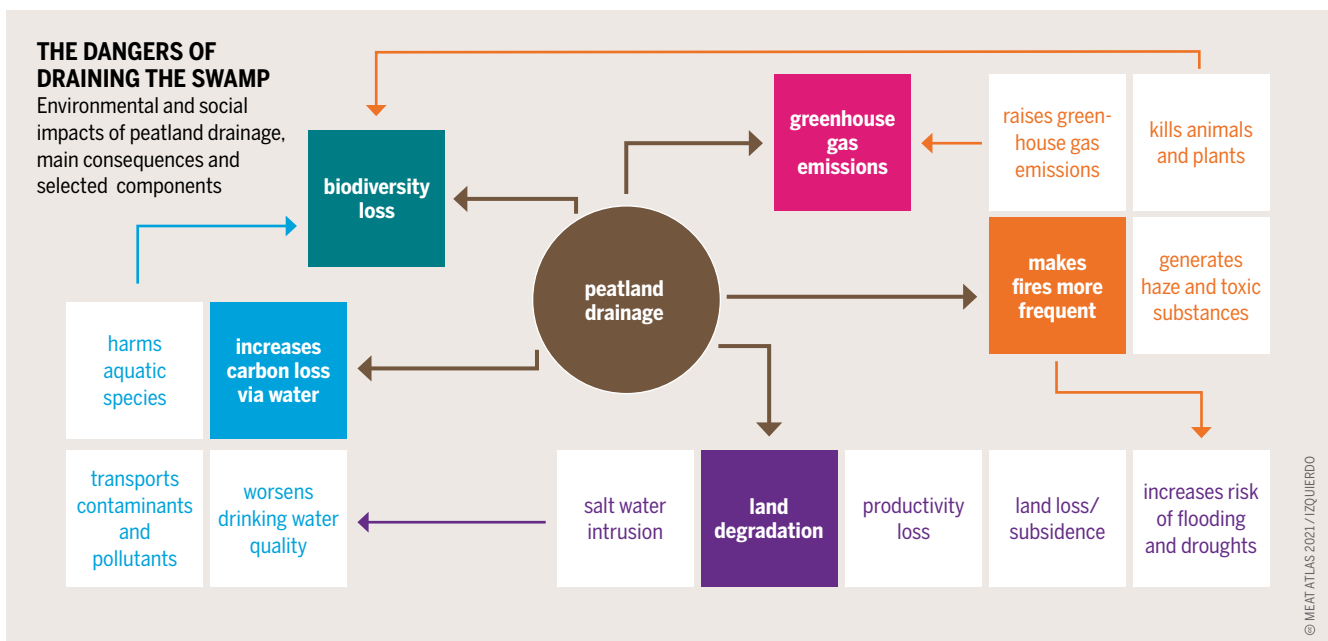 THE DANGERS OF
DRAINING THE SWAMP
Environmental and social
impacts of peatland drainage,
main consequences and
selected components
biodiversity
loss
greenhouse
gas
emissions
raises green-
house gas
emissions
kills animals
and plants
peatland
drainage
makes
fires more
frequent
generates
haze and toxic
substances
harms
aquatic
species
increases
carbon loss
via water
transports
contaminants
and
pollutants
worsens
drinking water
quality
salt water
intrusion
land
degradation
productivity
loss
land loss/
subsidence
increases risk
of flooding
and droughts
MEAT ATLAS 2021 / IZQUIERDO